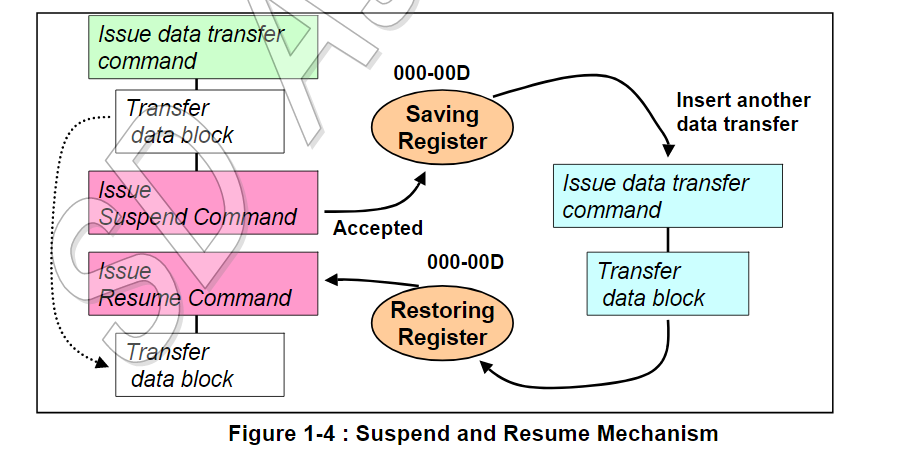 Issue data transfer
command
Transfer
data block
Issue
Suspend Command
Accepted
000-00D
Saving
Register
Insert another
data transfer
Issue data transfer
command
Transfer
data block
000-00D
Restoring
Register
Issue
Resume Command
Transfer
data block
Figure 1-4 : Suspend and Resume Mechanism
SD As